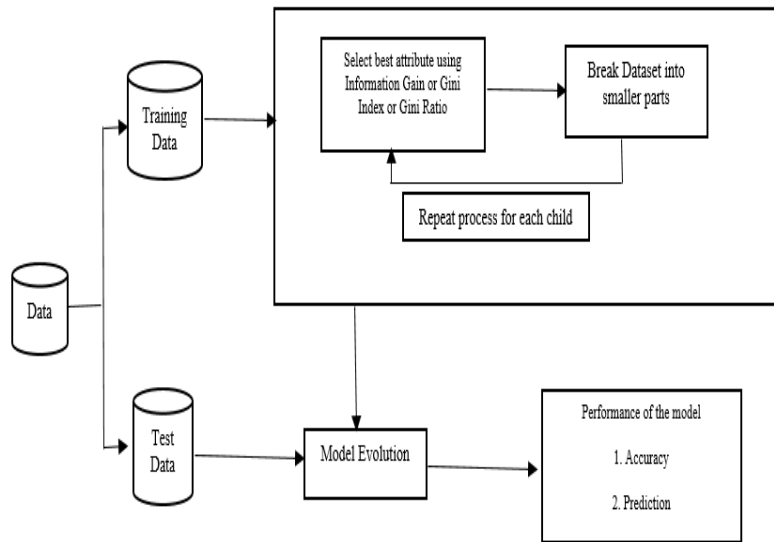 Select best attribute using
Information Gain or Gini
Index or Gini Ratio
Break Dataset into
smaller parts
Training
Data
Repeat process for each child
Data
Test
Data
Model Evolution
Performance of the model
1. Accuracy
2. Prediction